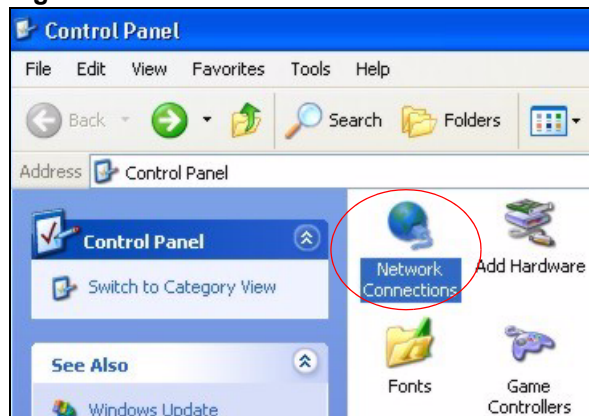 Control Panel
File Edit View Favorites Tools Help
Back Search Folders
Address Control Panel
Control Panel
Switch to Category View
See Also
Windows Update
Network
Connections
Add Hardware
Fonts
Game
Controllers